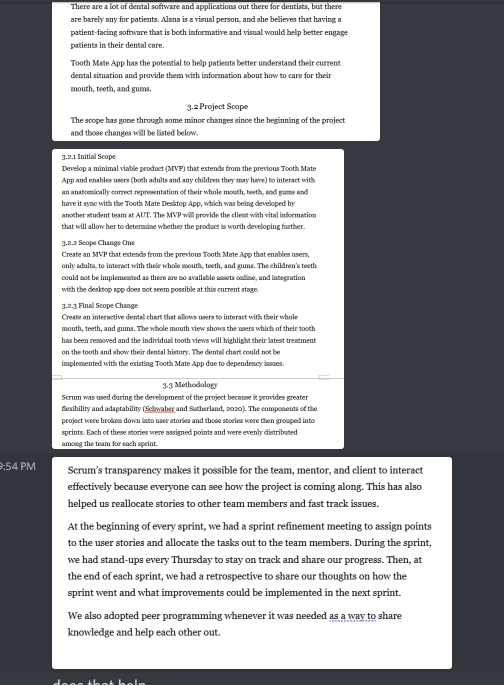 There are a lot of dental software and applications out there for dentists, but there
are barely any for patients. Alana is a visual person, and she believes that having a
patient-facing software that is both informative and visual would help better engage
patients in their dental care.
Tooth Mate App has the potential to help patients better understand their current
dental situation and provide them with information about how to care for their
mouth, teeth, and gums.
3.2 Project Scope
The scope has gone through some minor changes since the beginning of the project
and those changes will be listed below.
3.2.1 Initial Scope
Develop a minimal viable product (MVP) that extends from the previous Tooth Mate
App and enables users (both adults and any children they may have) to interact with
an anatomically correct representation of their whole mouth, teeth, and gums and
have it sync with the Tooth Mate Desktop App, which was being developed by
another student team at AUT. The MVP will provide the client with vital information
that will allow her to determine whether the product is worth developing further.
3.2.2 Scope Change One
Create an MVP that extends from the previous Tooth Mate App that enables users,
only adults, to interact with their whole mouth, teeth, and gums. The children's teeth
could not be implemented as there are no available assets online, and integration
with the desktop app does not seem possible at this current stage.
3.2.3 Final Scope Change
Create an interactive dental chart that allows users to interact with their whole
mouth, teeth, and gums. The whole mouth view shows the users which of their tooth
has been removed and the individual tooth views will highlight their latest treatment
on the tooth and show their dental history. The dental chart could not be
implemented with the existing Tooth Mate App due to dependency issues.
3.3 Methodology
Scrum was used during the development of the project because it provides greater
flexibility and adaptability (Schwaber and Sutherland, 2020). The components of the
project were broken down into user stories and those stories were then grouped into
sprints. Each of these stories were assigned points and were evenly distributed
among the team for each sprint.
9:54 PM
Scrum's transparency makes it possible for the team, mentor, and client to interact
effectively because everyone can see how the project is coming along. This has also
helped us reallocate stories to other team members and fast track issues.
At the beginning of every sprint, we had a sprint refinement meeting to assign points
to the user stories and allocate the tasks out to the team members. During the sprint,
we had stand-ups every Thursday to stay on track and share our progress. Then, at
the end of each sprint, we had a retrospective to share our thoughts on how the
sprint went and what improvements could be implemented in the next sprint.
We also adopted peer programming whenever it was needed as a way to share
knowledge and help each other out.
does that help